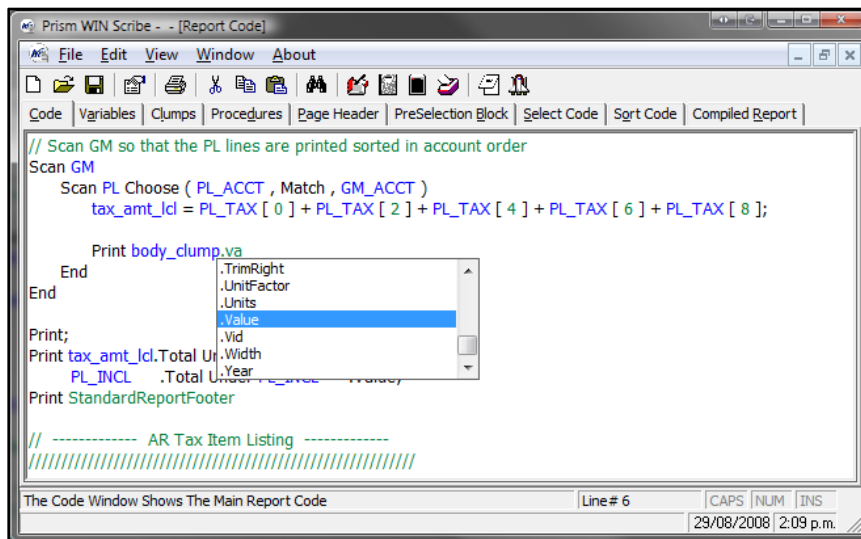 Prism WIN Scribe - - [Report Code]
File Edit View Window About
Code Variables Clumps Procedures Page Header PreSelection Block Select Code Sort Code Compiled Report
// Scan GM so that the PL lines are printed sorted in account order
Scan GM
Scan PL Choose ( PL_ACCT , Match , GM_ACCT )
tax_amt_lcl = PL_TAX [ 0 ] + PL_TAX [ 2 ] + PL_TAX [ 4 ] + PL_TAX [ 6 ] + PL_TAX [ 8 ];
Print body_clump.va
.TrimRight
End
.UnitFactor
.Units
End
.Value
.Vid
Print;
.Width
Print tax_amt_lcl.Total
.Year
PL_INCL .Total
Print StandardReportFooter
// ------------- AR Tax Item Listing -------------
///////////////////////////////////////////////////////////
The Code Window Shows The Main Report Code Line# 6 CAPS NUM INS
29/08/2008 2:09 p.m.